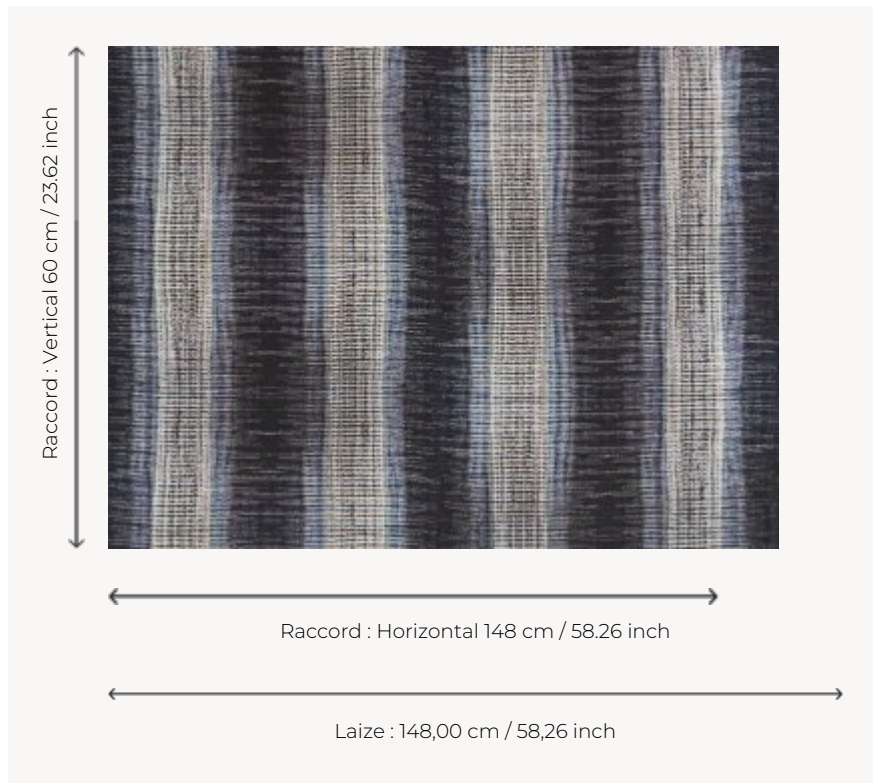 Raccord : Vertical 60 cm / 23.62 inch
Raccord : Horizontal 148 cm / 58.26 inch
Laize : 148,00 cm / 58,26 inch